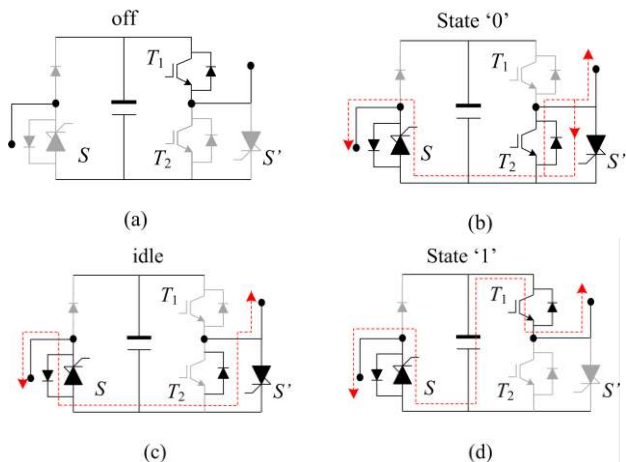 off
T1
S
T2
S'
(a)
State '0'
T1
S
T2
S'
(b)
idle
T1
S
T2
S'
(c)
State '1'
T1
S
T2
S'
(d)